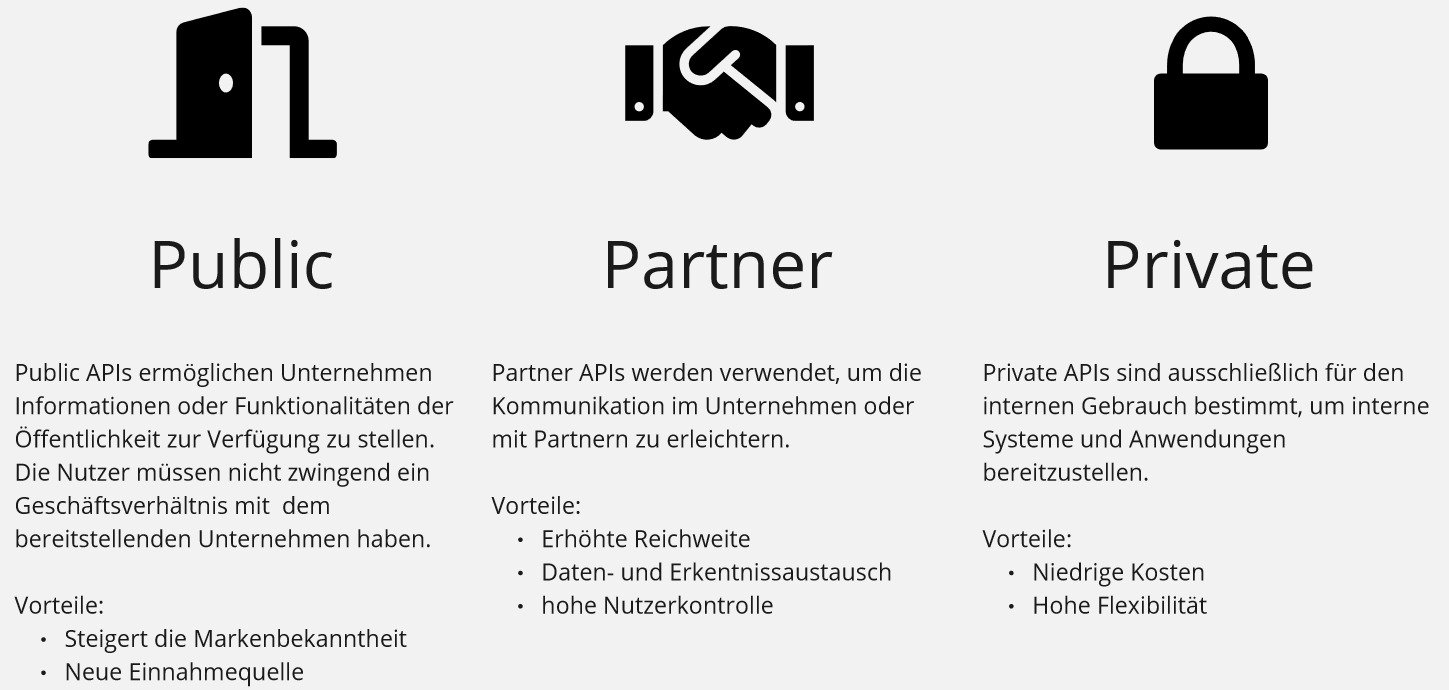 Public
Public APIs ermöglichen Unternehmen
Informationen oder Funktionalitäten der
Öffentlichkeit zur Verfügung zu stellen.
Die Nutzer müssen nicht zwingend ein
Geschäftsverhältnis mit  dem
bereitstellenden Unternehmen haben.
Vorteile:
• Steigert die Markenbekanntheit
• Neue Einnahmequelle
Partner
Partner APIs werden verwendet, um die
Kommunikation im Unternehmen oder
mit Partnern zu erleichtern.
Vorteile:
• Erhöhte Reichweite
• Daten- und Erkentnissaustausch
• hohe Nutzerkontrolle
Private
Private APIs sind ausschließlich für den
internen Gebrauch bestimmt, um interne
Systeme und Anwendungen
bereitzustellen.
Vorteile:
• Niedrige Kosten
• Hohe Flexibilität